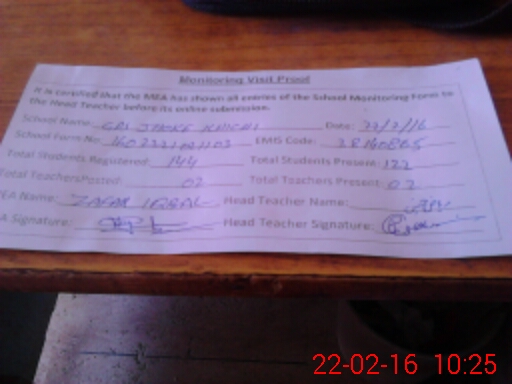 Monitoring Visit Proof
It is certified that the MEA has shown all entries of the School Monitoring Form to
the Head Teacher before its online submission.
School Name: GPS Date: 22/2/16
School Form No. EMIS Code:
Total Students Registered: 144 Total Students Present: 122
Total TeachersPosted: 02 Total Teachers Present: 02
MEA Name: ZAFAR IQBAL Head Teacher Name:
A Signature: Head Teacher Signature:
22-02-16 10:25